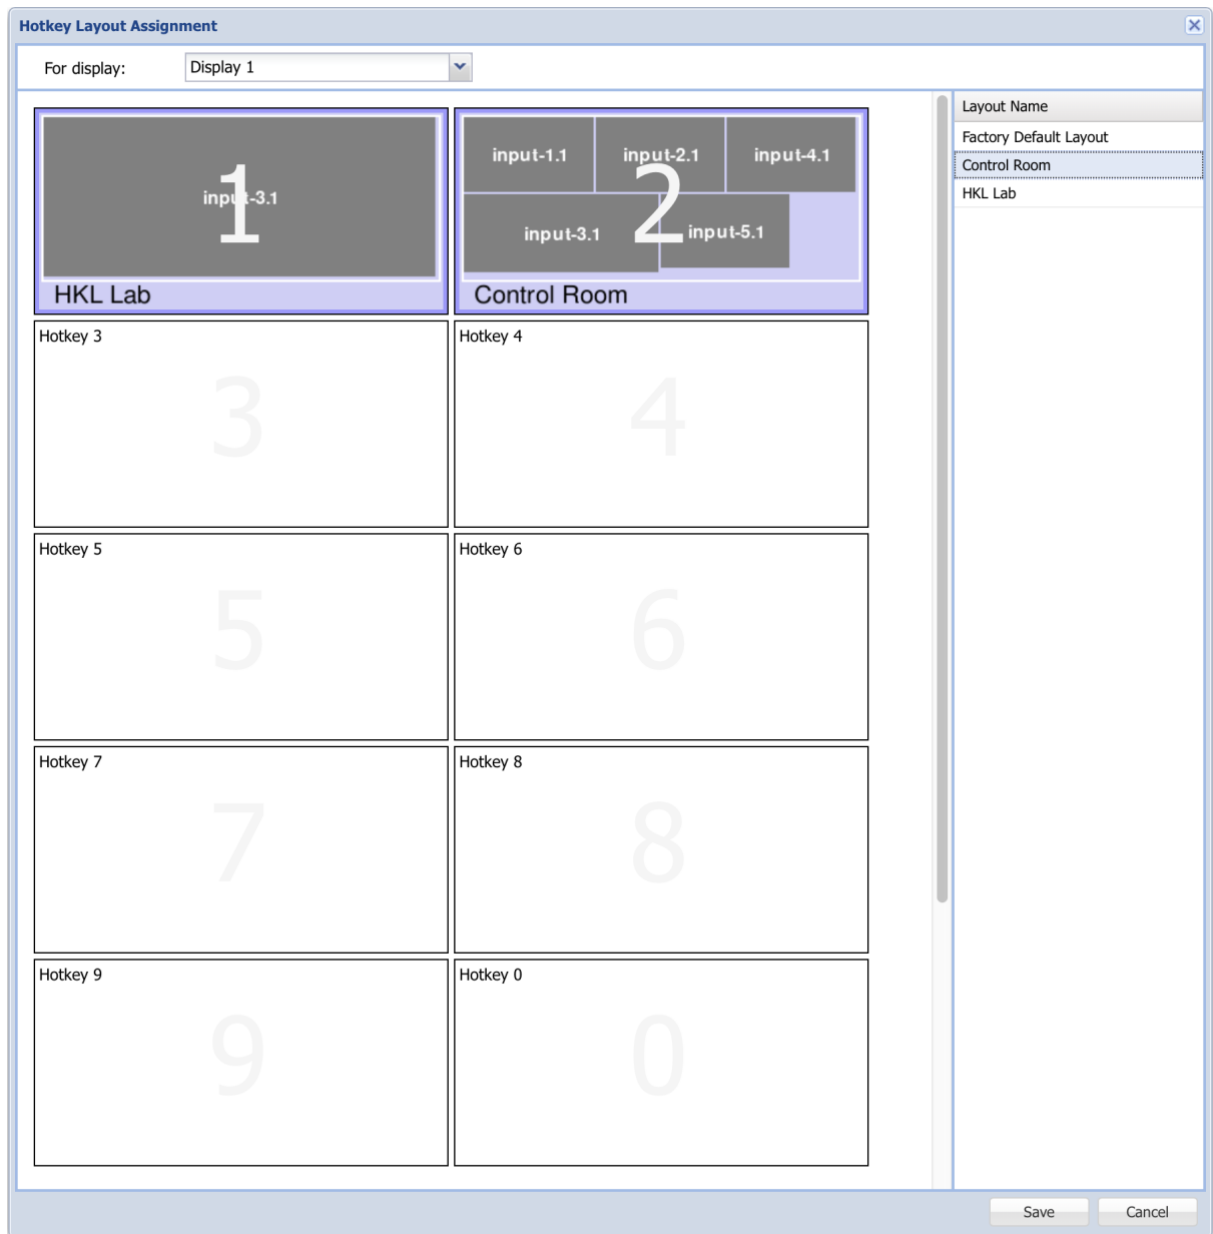 Hotkey Layout Assignment
For display: Display 1
Layout Name
Factory Default Layout
Control Room
HKL Lab
input-3.1
1
HKL Lab
input-1.1 input-2.1 input-4.1
2
input-3.1 input-5.1
Control Room
Hotkey 3
3
Hotkey 4
4
Hotkey 5
5
Hotkey 6
6
Hotkey 7
7
Hotkey 8
8
Hotkey 9
9
Hotkey 0
0
Save Cancel